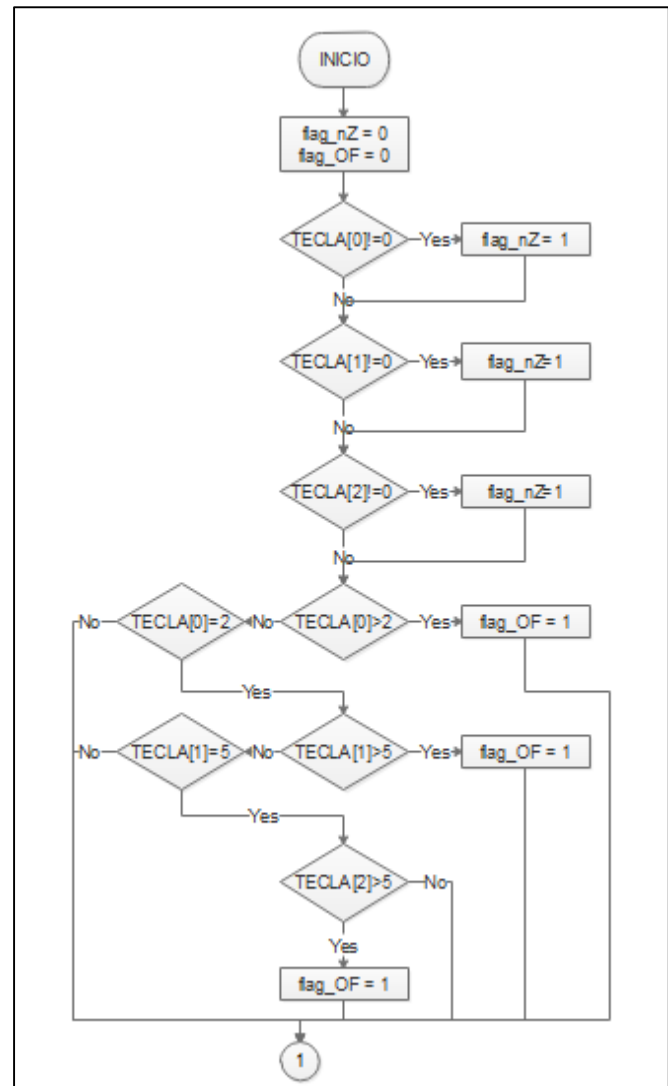 INICIO
flag_nZ = 0
flag_OF = 0
TECLA[0]!=0
Yes
flag_nZ = 1
No
TECLA[1]!=0
Yes
flag_nZ=1
No
TECLA[2]!=0
Yes
flag_nZ=1
No
No
TECLA[0]=2
No
TECLA[0]>2
Yes
flag_OF = 1
Yes
No
TECLA[1]=5
No
TECLA[1]>5
Yes
flag_OF = 1
Yes
TECLA[2]>5
No
Yes
flag_OF = 1
1